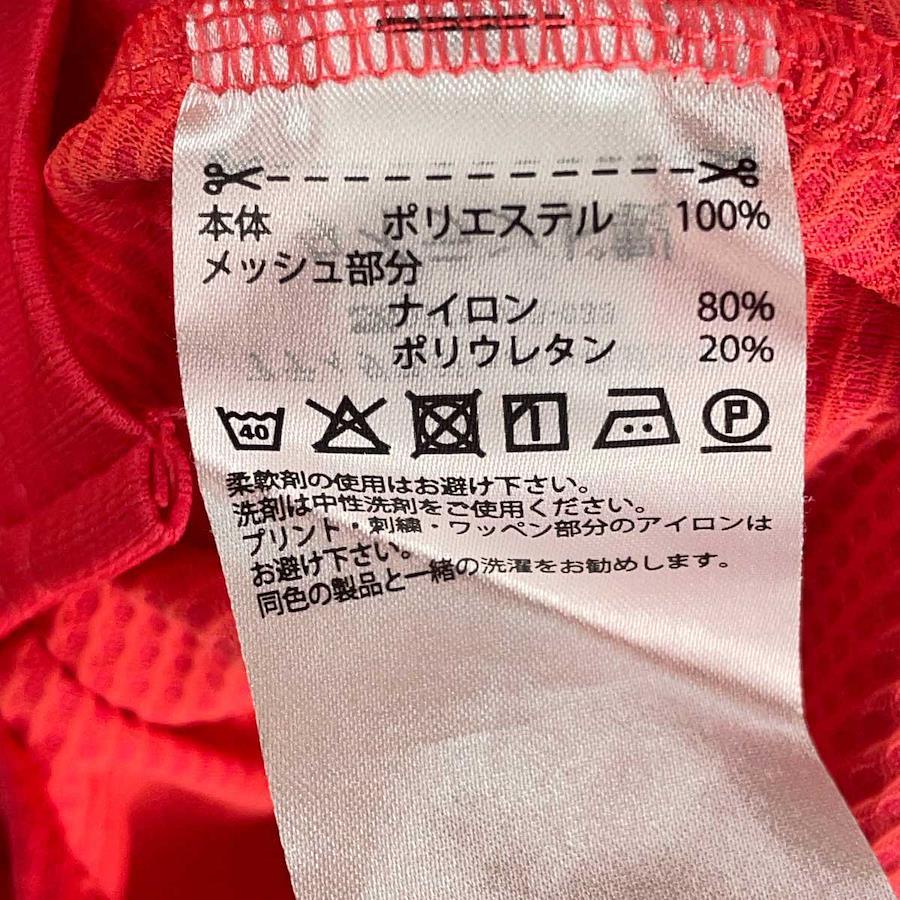 本体 ポリエステル 100%
メッシュ部分
ナイロン 80%
ポリウレタン 20%
40 P
柔軟剤の使用はお避け下さい。
洗剤は中性洗剤をご使用ください。
プリント・刺繍・ワッペン部分のアイロンは
お避け下さい。
同色の製品と一緒の洗濯をお勧めします。